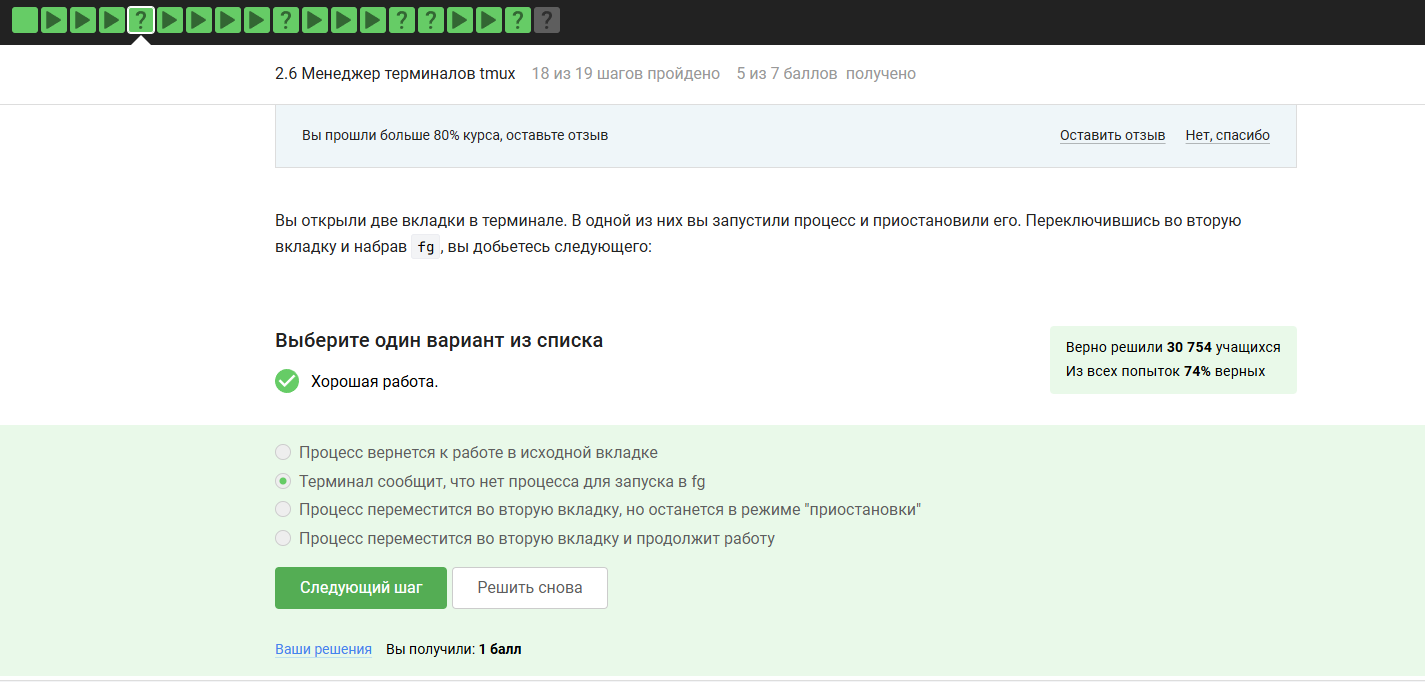 ? ? ? ? ? ?
2.6 Менеджер терминалов tmux 18 из 19 шагов пройдено 5 из 7 баллов получено
Вы прошли больше 80% курса, оставьте отзыв Оставить отзыв Нет, спасибо
Вы открыли две вкладки в терминале. В одной из них вы запустили процесс и приостановили его. Переключившись во вторую
вкладку и набрав fg, вы добьетесь следующего:
Выберите один вариант из списка
Хорошая работа.
Верно решили 30 754 учащихся
Из всех попыток 74% верных
Процесс вернется к работе в исходной вкладке
Терминал сообщит, что нет процесса для запуска в fg
Процесс переместится во вторую вкладку, но останется в режиме "приостановки"
Процесс переместится во вторую вкладку и продолжит работу
Следующий шаг Решить снова
Ваши решения Вы получили: 1 балл